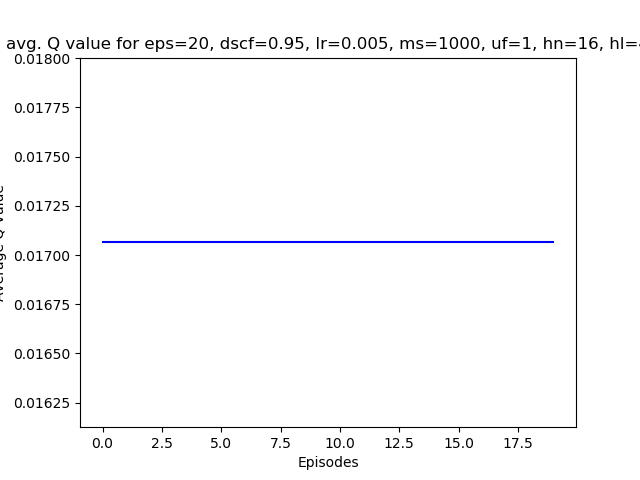 avg. Q value for eps=20, dscf=0.95, lr=0.005, ms=1000, uf=1, hn=16, hl=
0.01800
0.01775
0.01750
0.01725
0.01700
0.01675
0.01650
0.01625
Average Q value
0.0 2.5 5.0 7.5 10.0 12.5 15.0 17.5
Episodes